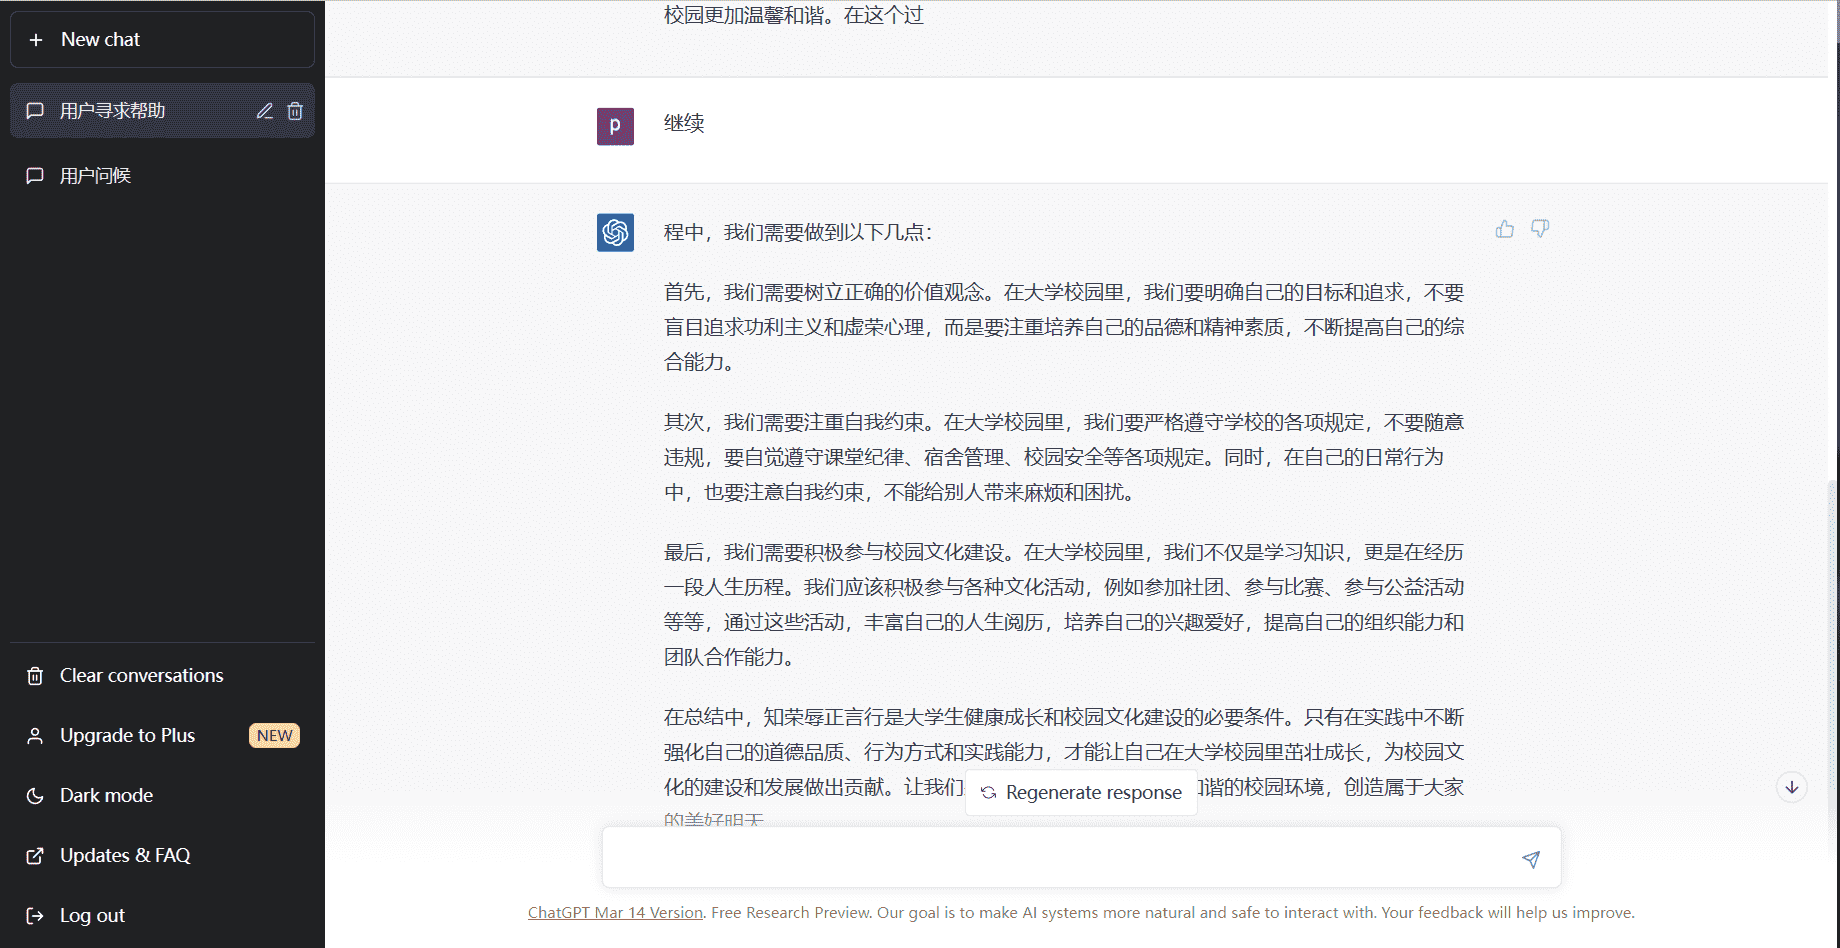 New chat
用户寻求帮助
用户问候
Clear conversations
Upgrade to Plus
NEW
Dark mode
Updates & FAQ
Log out
校园更加温馨和谐。在这个过
p
继续
程中，我们需要做到以下几点：
首先，我们需要树立正确的价值观念。在大学校园里，我们要明确自己的目标和追求，不要
盲目追求功利主义和虚荣心理，而是要注重培养自己的品德和精神素质，不断提高自己的综
合能力。
其次，我们需要注重自我约束。在大学校园里，我们要严格遵守学校的各项规定，不要随意
违规，要自觉遵守课堂纪律、宿舍管理、校园安全等各项规定。同时，在自己的日常行为
中，也要注意自我约束，不能给别人带来麻烦和困扰。
最后，我们需要积极参与校园文化建设。在大学校园里，我们不仅是学习知识，更是在经历
一段人生历程。我们应该积极参与各种文化活动，例如参加社团、参与比赛、参与公益活动
等等，通过这些活动，丰富自己的人生阅历，培养自己的兴趣爱好，提高自己的组织能力和
团队合作能力。
在总结中，知荣辱正言行是大学生健康成长和校园文化建设的必要条件。只有在实践中不断
强化自己的道德品质、行为方式和实践能力，才能让自己在大学校园里茁壮成长，为校园文
化的建设和发展做出贡献。让我们 谐的校园环境，创造属于大家
的美好明天
Regenerate response
ChatGPT Mar 14 Version. Free Research Preview. Our goal is to make AI systems more natural and safe to interact with. Your feedback will help us improve.